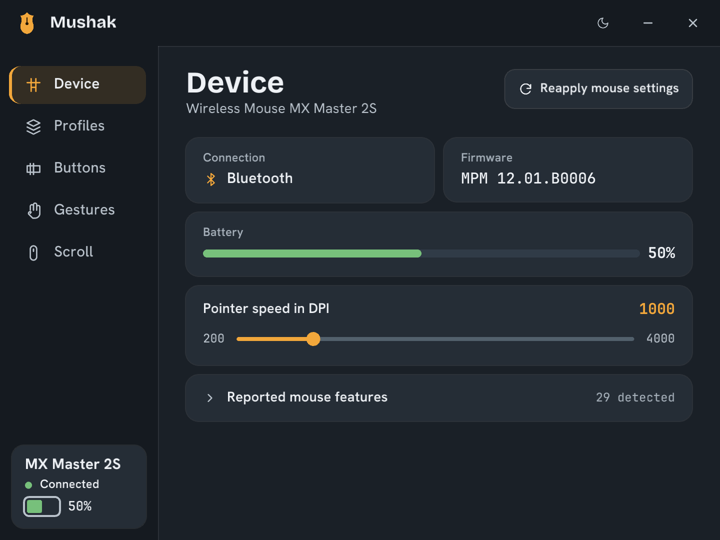 Mushak
Device
Profiles
Buttons
Gestures
Scroll
MX Master 2S
Connected
50%
Device
Wireless Mouse MX Master 2S
Reapply mouse settings
Connection
Bluetooth
Firmware
MPM 12.01.B0006
Battery
50%
Pointer speed in DPI
1000
200
4000
Reported mouse features
29 detected